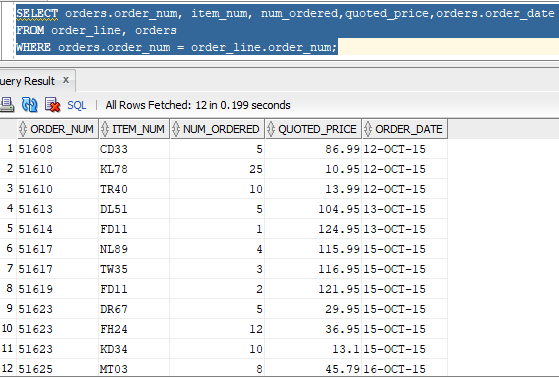 SELECT orders.order_num, item_num, num_ordered,quoted_price,orders.order_date
FROM order_line, orders
WHERE orders.order_num = order_line.order_num;
uery Result x
SQL | All Rows Fetched: 12 in 0.199 seconds
ORDER_NUM ITEM_NUM NUM_ORDERED QUOTED_PRICE ORDER_DATE
1 51608 CD33 5 86.99 12-OCT-15
2 51610 KL78 25 10.95 12-OCT-15
3 51610 TR40 10 13.99 12-OCT-15
4 51613 DL51 5 104.95 13-OCT-15
5 51614 FD11 1 124.95 13-OCT-15
6 51617 NL89 4 115.99 15-OCT-15
7 51617 TW35 3 116.95 15-OCT-15
8 51619 FD11 2 121.95 15-OCT-15
9 51623 DR67 5 29.95 15-OCT-15
10 51623 FH24 12 36.95 15-OCT-15
11 51623 KD34 10 13.1 15-OCT-15
12 51625 MT03 8 45.79 16-OCT-15